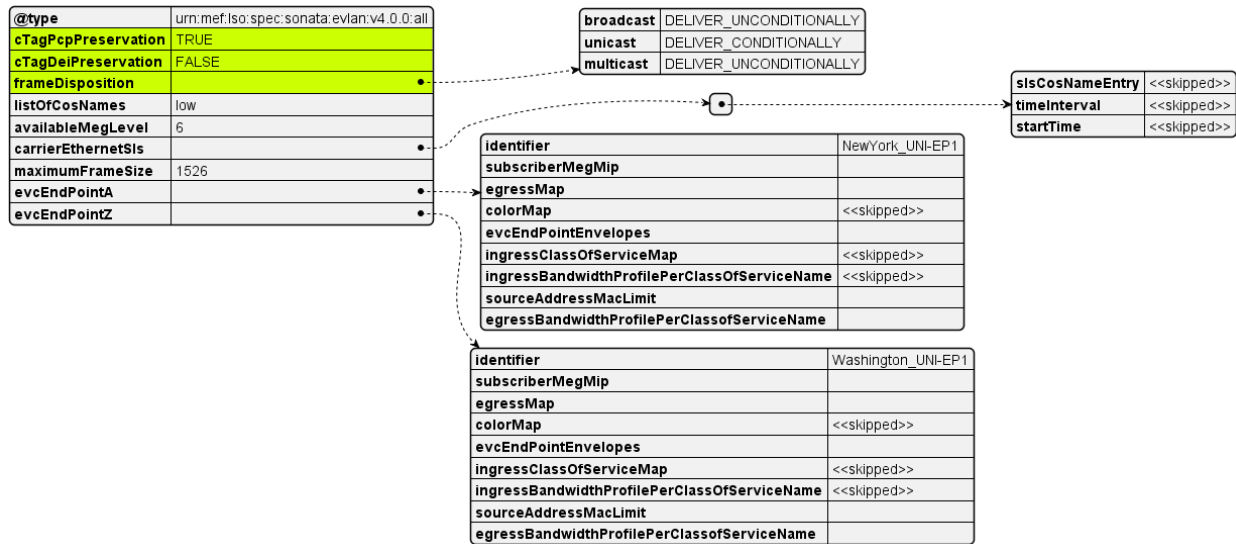 @type urn:mef:lso:spec:sonata:evlan:v4.0.0:all
cTagPcpPreservation TRUE
cTagDeiPreservation FALSE
frameDisposition
listOfCosNames low
availableMegLevel 6
carrierEthernetSls
maximumFrameSize 1526
evcEndPointA
evcEndPointZ
broadcast DELIVER_UNCONDITIONALLY
unicast DELIVER_CONDITIONALLY
multicast DELIVER_UNCONDITIONALLY
slsCosNameEntry <<skipped>>
timeInterval <<skipped>>
startTime <<skipped>>
identifier NewYork_UNI-EP1
subscriberMegMip
egressMap
colorMap <<skipped>>
evcEndPointEnvelopes
ingressClassOfServiceMap <<skipped>>
ingressBandwidthProfilePerClassOfServiceName <<skipped>>
sourceAddressMacLimit
egressBandwidthProfilePerClassofServiceName
identifier Washington_UNI-EP1
subscriberMegMip
egressMap
colorMap <<skipped>>
evcEndPointEnvelopes
ingressClassOfServiceMap <<skipped>>
ingressBandwidthProfilePerClassOfServiceName <<skipped>>
sourceAddressMacLimit
egressBandwidthProfilePerClassofServiceName